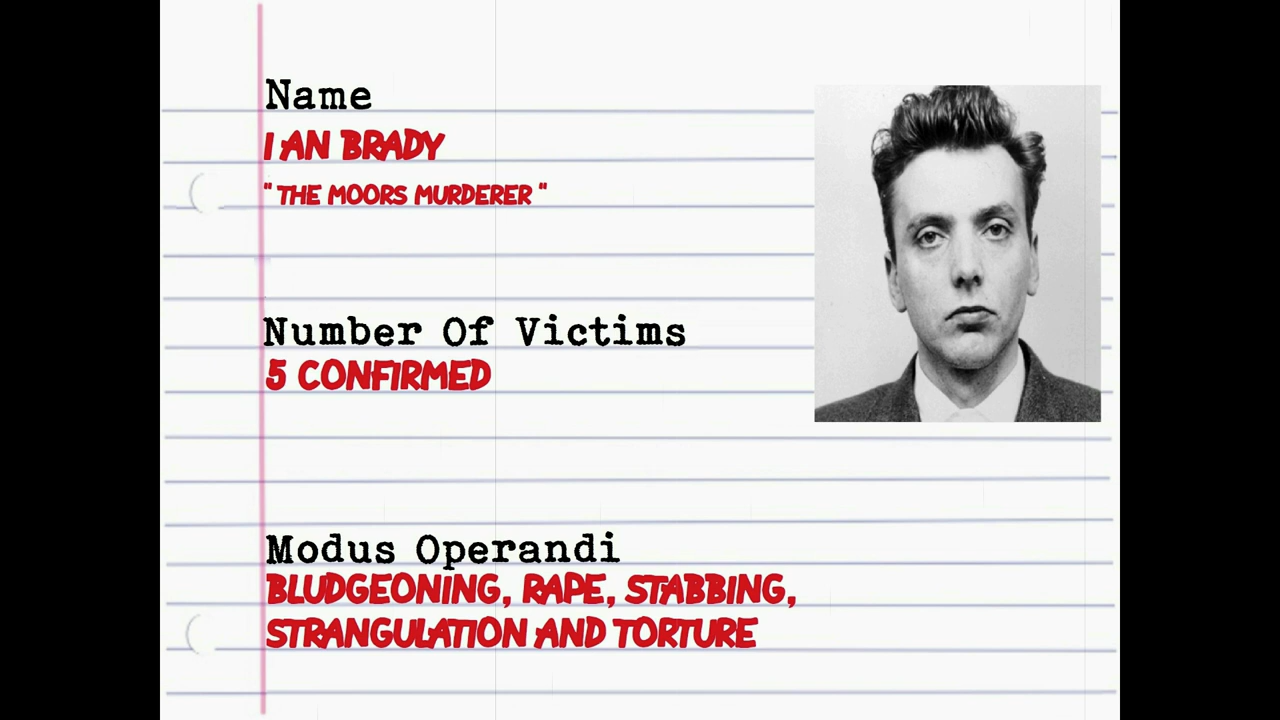 Name
IAN BRADY
" THE MOORS MURDERER "
Number Of Victims
5 CONFIRMED
Modus Operandi
BLUDGEONING, RAPE, STABBING,
STRANGULATION AND TORTURE